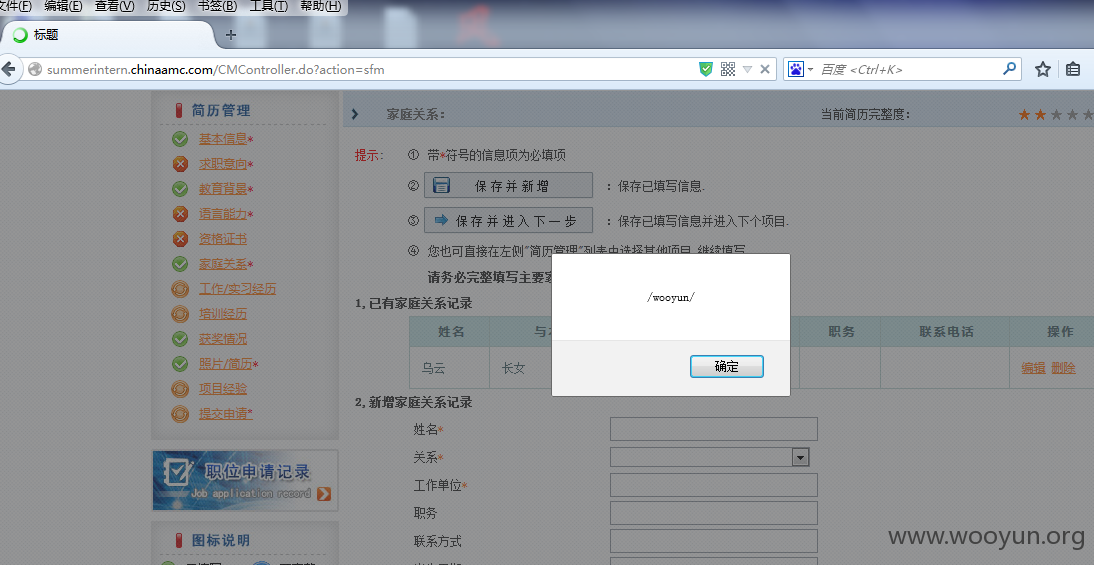 文件(F) 编辑(E) 查看(V) 历史(S) 书签(B) 工具(T) 帮助(H)
标题
summerintern.chinaamc.com/CMController.do?action=sfm
百度 <Ctrl+K>
简历管理
基本信息*
求职意向*
教育背景*
语言能力*
资格证书
家庭关系*
工作/实习经历
培训经历
获奖情况
照片/简历*
项目经验
提交申请*
职位申请记录
Job application record
图标说明
家庭关系:
当前简历完整度:
提示: ① 带*符号的信息项为必填项
② 保存并新增 : 保存已填写信息.
③ 保存并进入下一步 : 保存已填写信息并进入下个项目.
④ 您也可直接在左侧"简历管理"列表中选择其他项目,继续填写
请务必完整填写主要家
/wooyun/
确定
1,已有家庭关系记录
姓名 与 职务 联系电话 操作
乌云 长女 编辑 删除
2,新增家庭关系记录
姓名*
关系*
工作单位*
职务
联系方式
www.wooyun.org